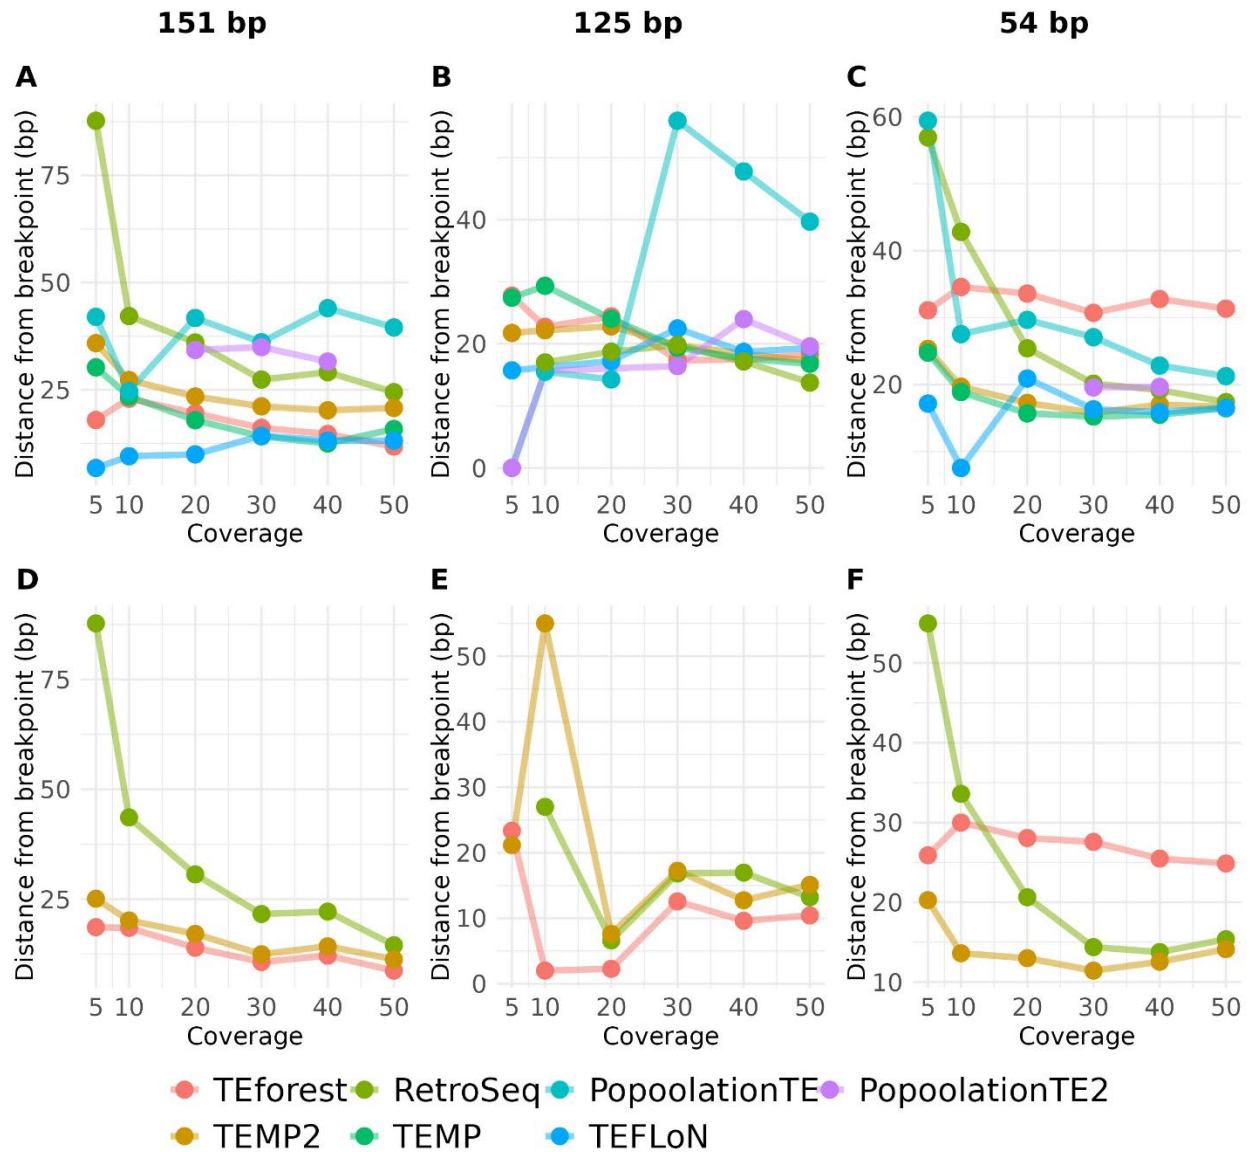 151 bp 125 bp 54 bp
A B C
Distance from breakpoint (bp) Distance from breakpoint (bp) Distance from breakpoint (bp)
75 50 25
40 20 0
60 40 20
5 10 20 30 40 50 5 10 20 30 40 50 5 10 20 30 40 50
Coverage Coverage Coverage
D E F
Distance from breakpoint (bp) Distance from breakpoint (bp) Distance from breakpoint (bp)
75 50 25
50 40 30 20 10 0
50 40 30 20 10
5 10 20 30 40 50 5 10 20 30 40 50 5 10 20 30 40 50
Coverage Coverage Coverage
TEforest RetroSeq PopoolationTE PopoolationTE2
TEMP2 TEMP TEFLoN